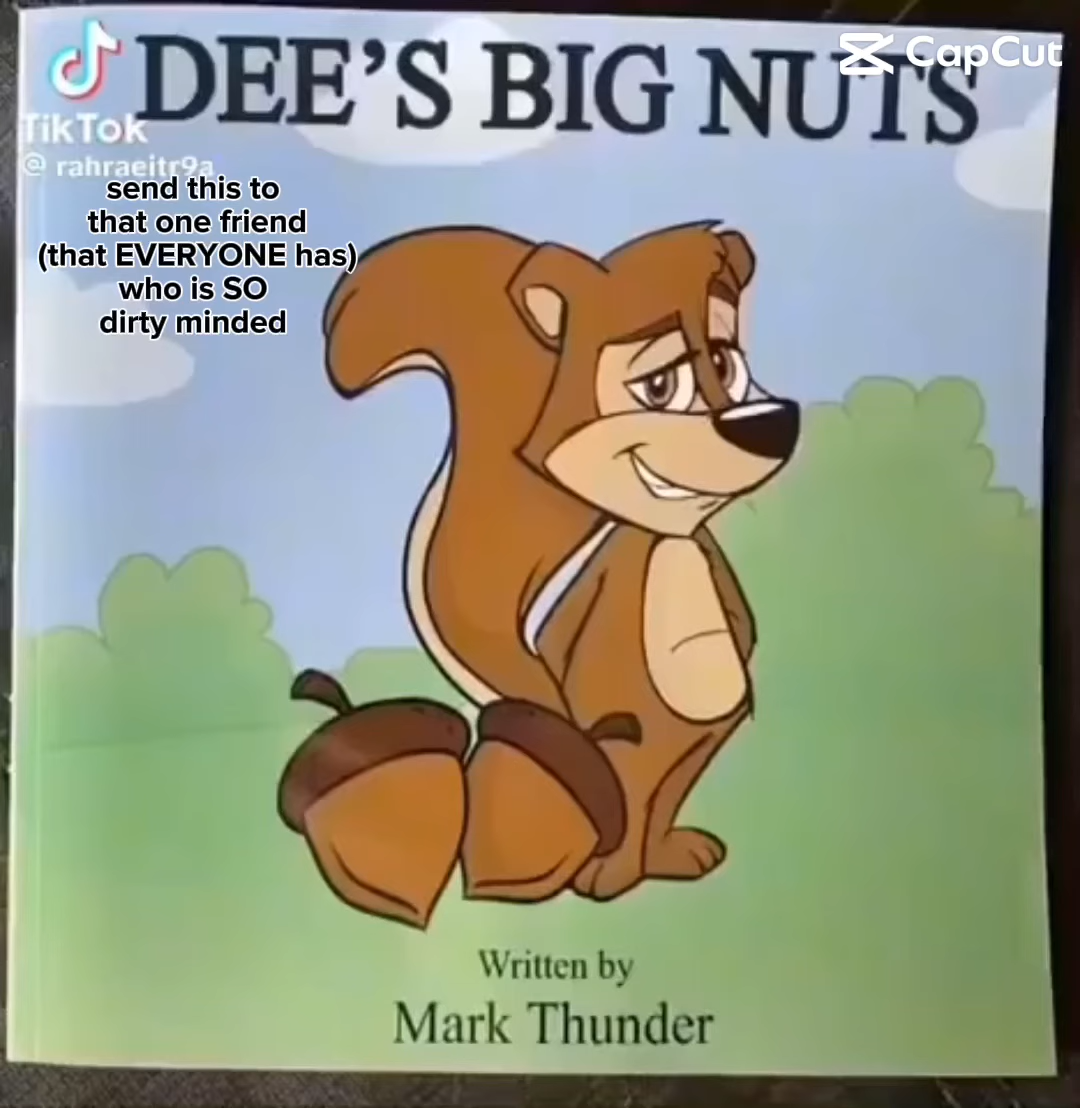 DEE'S BIG NUTS
CapCut
TikTok
@ rahraeitr9a
send this to
that one friend
(that EVERYONE has)
who is SO
dirty minded
Written by
Mark Thunder